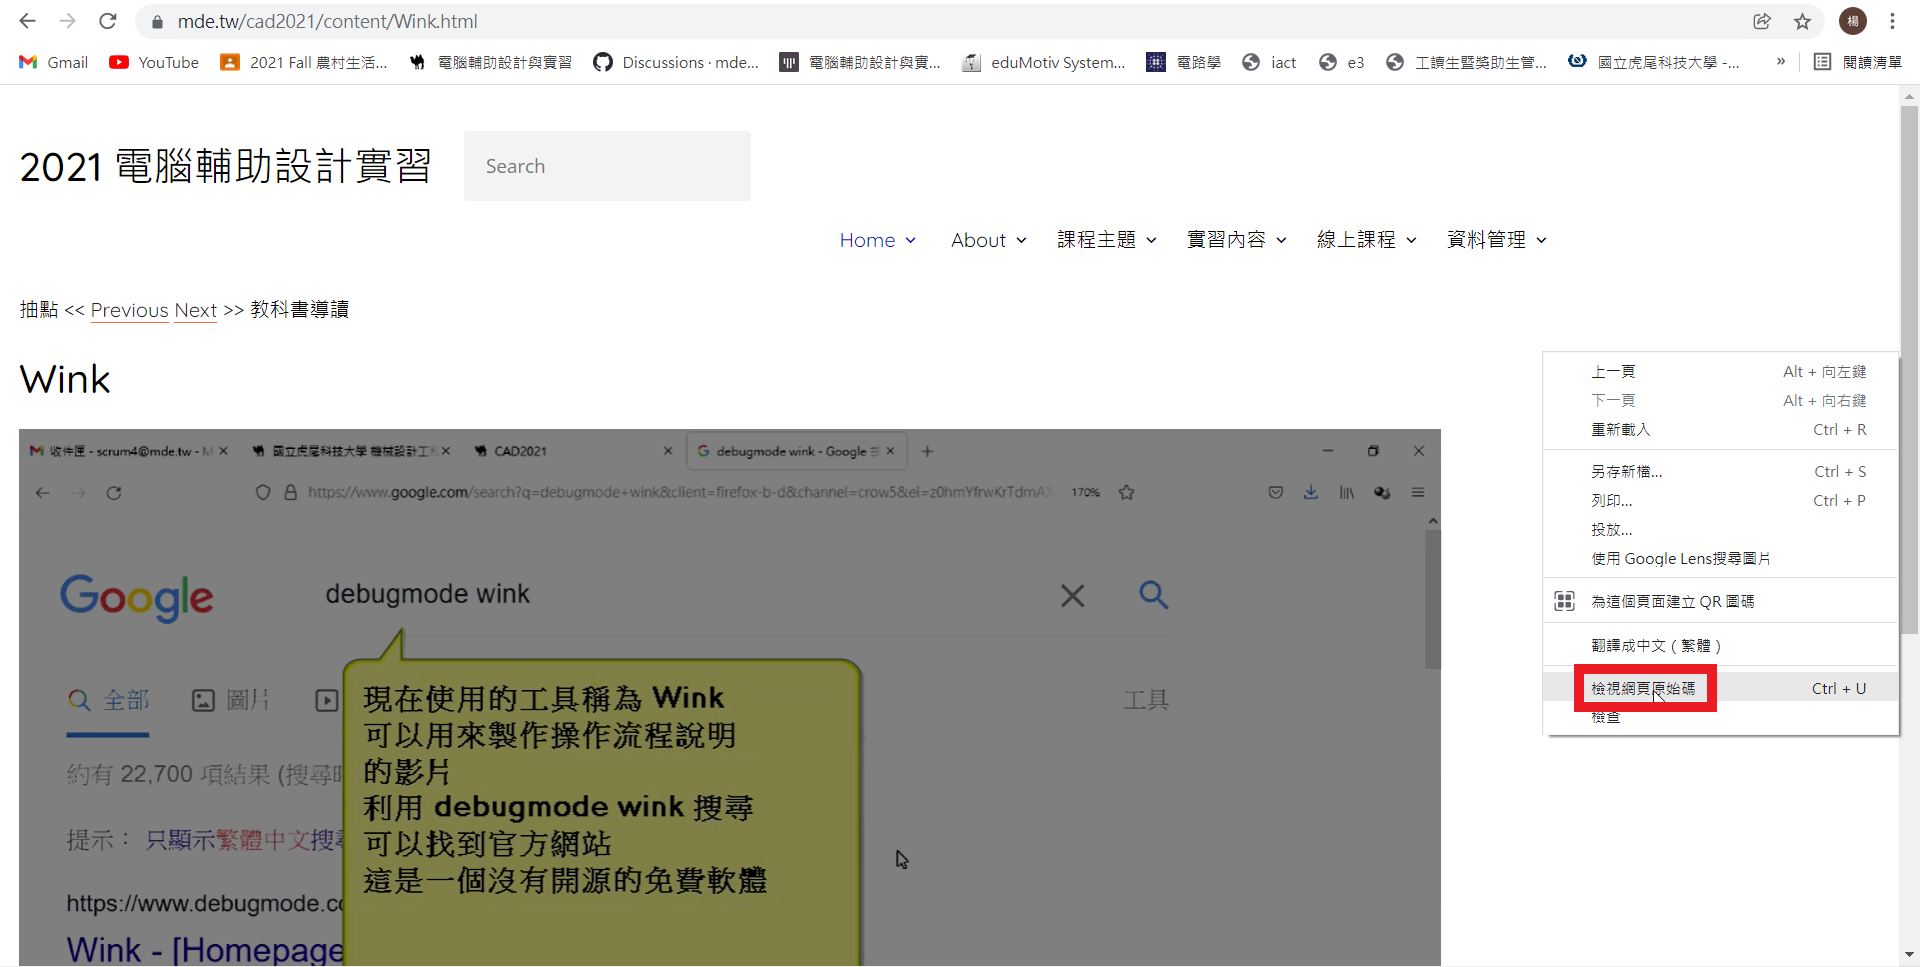 mde.tw/cad2021/content/Wink.html
楊
Gmail
YouTube
2021 Fall 農村生活...
電腦輔助設計與實習
Discussions · mde...
電腦輔助設計與實...
eduMotiv System...
電路學
iact
e3
工讀生暨獎助生管...
國立虎尾科技大學 -...
»
閱讀清單
2021 電腦輔助設計實習
Search
Home
About
課程主題
實習內容
線上課程
資料管理
抽點 << Previous Next >> 教科書導讀
Wink
上一頁 Alt + 向左鍵
下一頁 Alt + 向右鍵
重新載入 Ctrl + R
另存新檔... Ctrl + S
列印... Ctrl + P
投放...
使用 Google Lens搜尋圖片
為這個頁面建立 QR 圖碼
翻譯成中文 ( 繁體 )
檢視網頁原始碼 Ctrl + U
檢查
收件匣 - scrum4@mde.tw - M
國立虎尾科技大學 機械設計工程
CAD2021
debugmode wink - Google
https://www.google.com/search?q=debugmode+wink&client=firefox-b-d&channel=crow5&ei=z0hmYfrwKrTdmAX
170%
Google
debugmode wink
全部
圖片
工具
約有 22,700 項結果 (搜尋時
提示： 只顯示繁體中文搜尋
https://www.debugmode.co
Wink - [Homepage
現在使用的工具稱為 Wink
可以用來製作操作流程說明
的影片
利用 debugmode wink 搜尋
可以找到官方網站
這是一個沒有開源的免費軟體